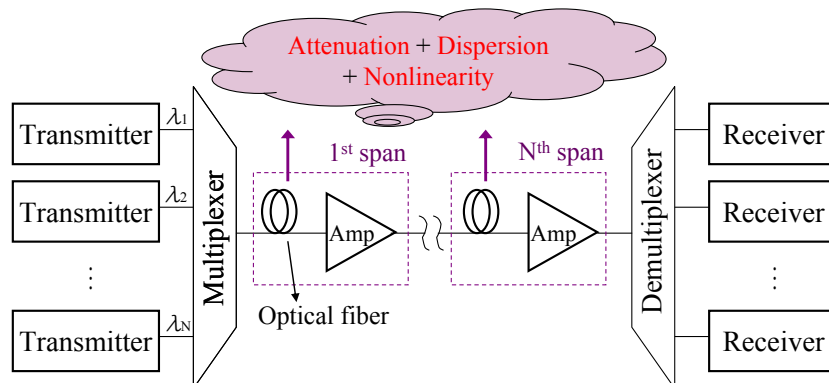 Attenuation + Dispersion
+ Nonlinearity
Transmitter
λ1
Transmitter
λ2
⋮
Transmitter
λN
Multiplexer
1st span
Amp
Optical fiber
Nth span
Amp
Demultiplexer
Receiver
Receiver
⋮
Receiver